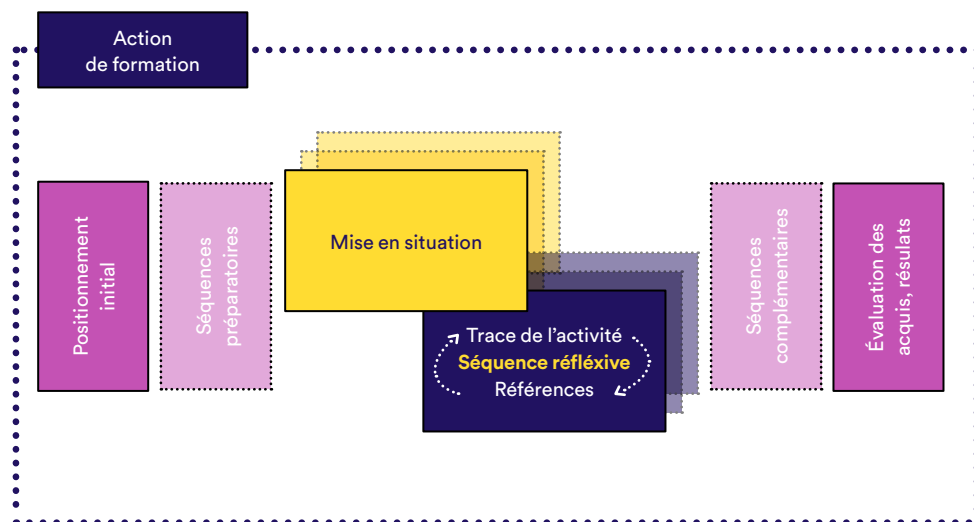 Action
de formation
Positionnement
initial
Séquences
préparatoires
Mise en situation
Trace de l’activité
Séquence réfléxive
Références
Séquences
complémentaires
Évaluation des
acquis, résulats